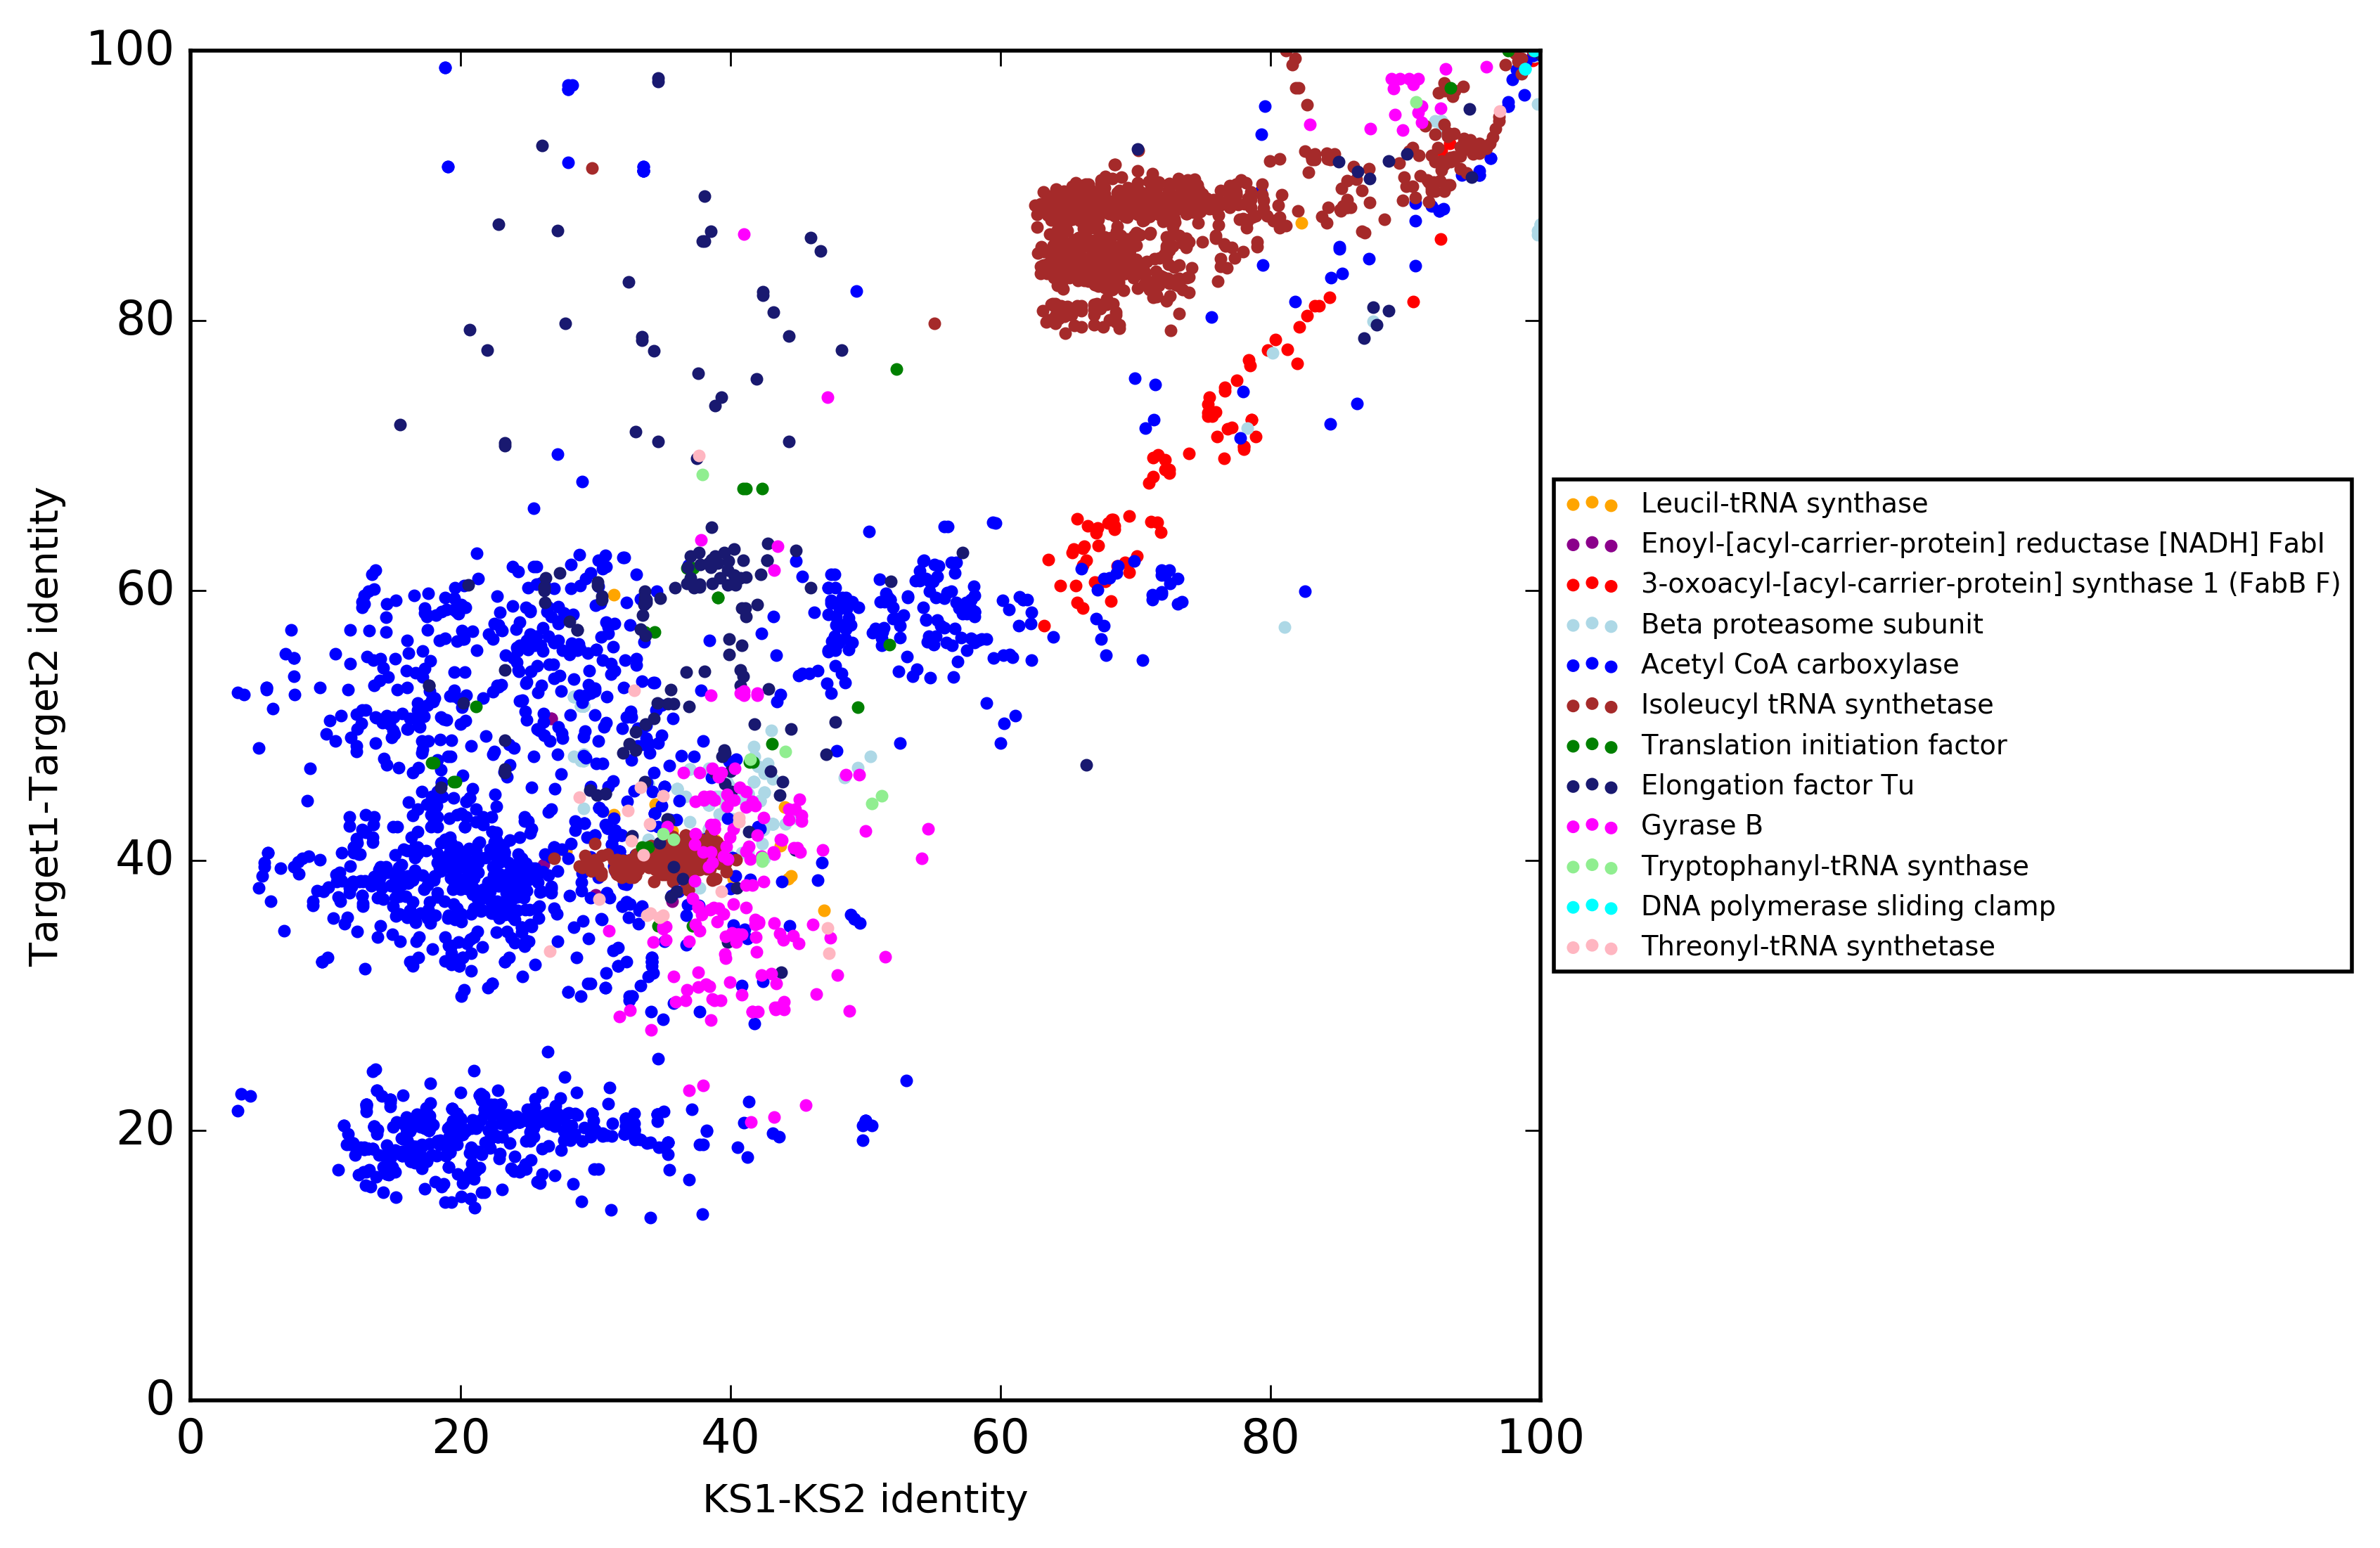 100
80
60
40
20
0
0 20 40 60 80 100
Target1-Target2 identity
KS1-KS2 identity
Leucil-tRNA synthase
Enoyl-[acyl-carrier-protein] reductase [NADH] FabI
3-oxoacyl-[acyl-carrier-protein] synthase 1 (FabB F)
Beta proteasome subunit
Acetyl CoA carboxylase
Isoleucyl tRNA synthetase
Translation initiation factor
Elongation factor Tu
Gyrase B
Tryptophanyl-tRNA synthase
DNA polymerase sliding clamp
Threonyl-tRNA synthetase